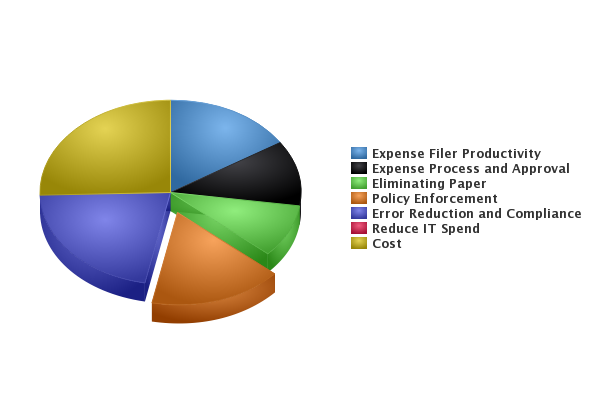 Expense Filer Productivity
Expense Process and Approval
Eliminating Paper
Policy Enforcement
Error Reduction and Compliance
Reduce IT Spend
Cost